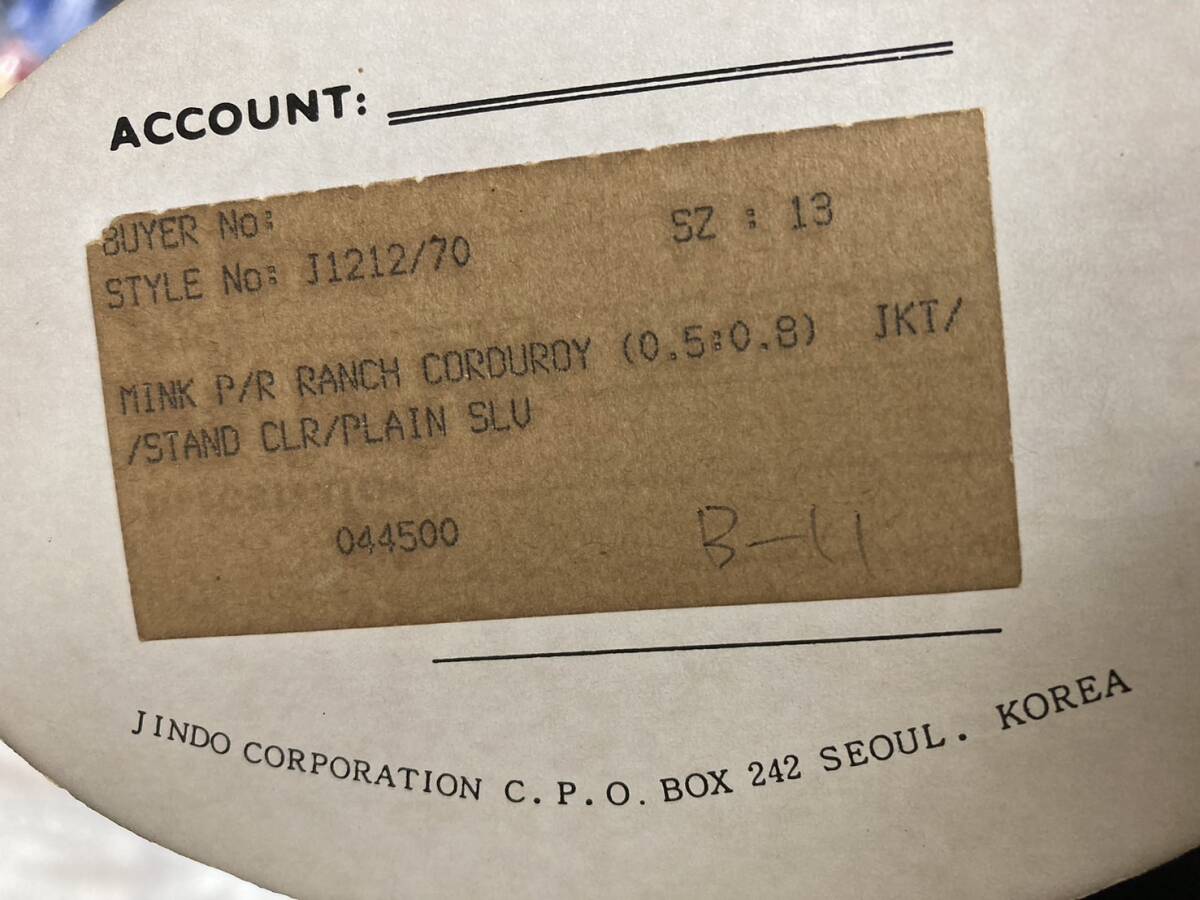 ACCOUNT:
BUYER No:
SZ : 13
STYLE No: J1212/70
MINK P/R RANCH CORDUROY (0.5:0.8) JKT/
/STAND CLR/PLAIN SLV
044500
B-11
JINDO CORPORATION C. P. O. BOX 242 SEOUL. KOREA